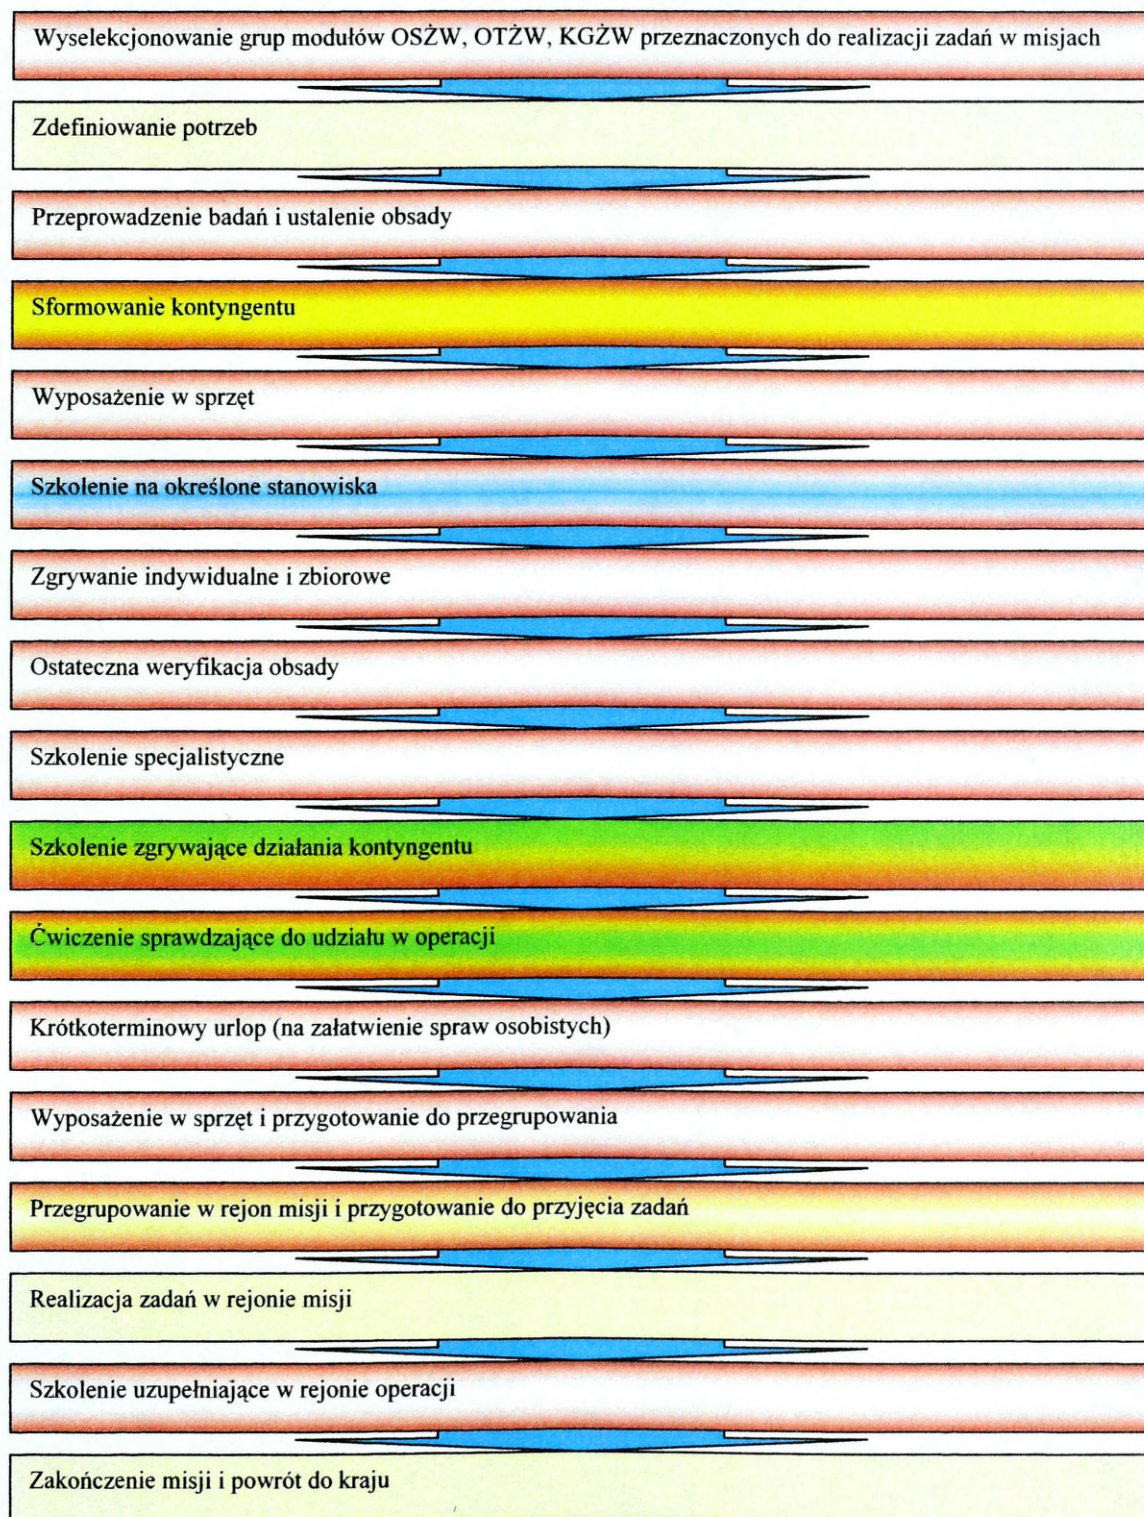 Wyselekcjonowanie grup modułów OSŻW, OTŻW, KGŻW przeznaczonych do realizacji zadań w misjach
Zdefiniowanie potrzeb
Przeprowadzenie badań i ustalenie obsady
Sformowanie kontyngentu
Wyposażenie w sprzęt
Szkolenie na określone stanowiska
Zgrywanie indywidualne i zbiorowe
Ostateczna weryfikacja obsady
Szkolenie specjalistyczne
Szkolenie zgrywające działania kontyngentu
Ćwiczenie sprawdzające do udziału w operacji
Krótkoterminowy urlop (na załatwienie spraw osobistych)
Wyposażenie w sprzęt i przygotowanie do przegrupowania
Przegrupowanie w rejon misji i przygotowanie do przyjęcia zadań
Realizacja zadań w rejonie misji
Szkolenie uzupełniające w rejonie operacji
Zakończenie misji i powrót do kraju